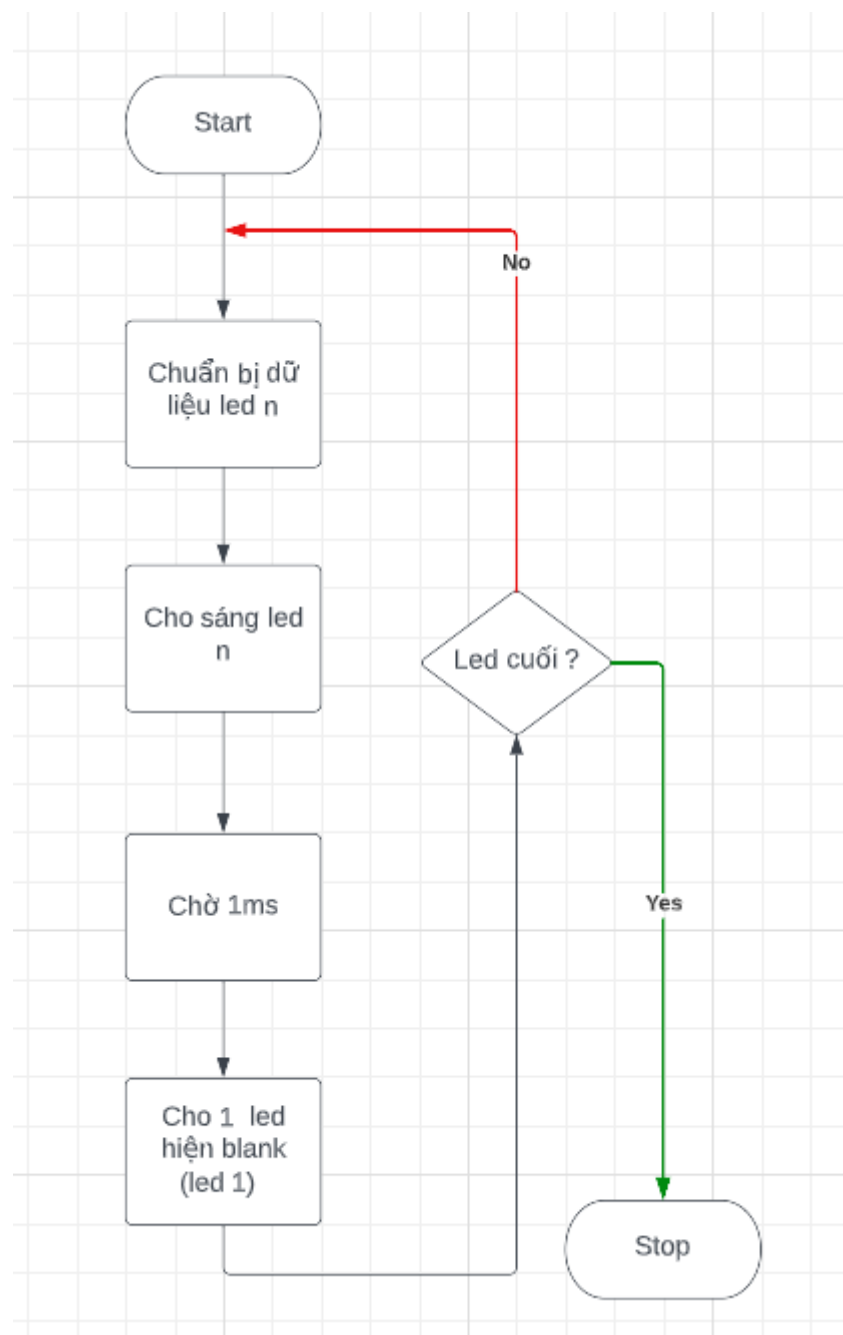 Start
No
Chuẩn bị dữ
liệu led n
Cho sáng led
n
Led cuối ?
Chờ 1ms
Yes
Cho 1 led
hiện blank
(led 1)
Stop